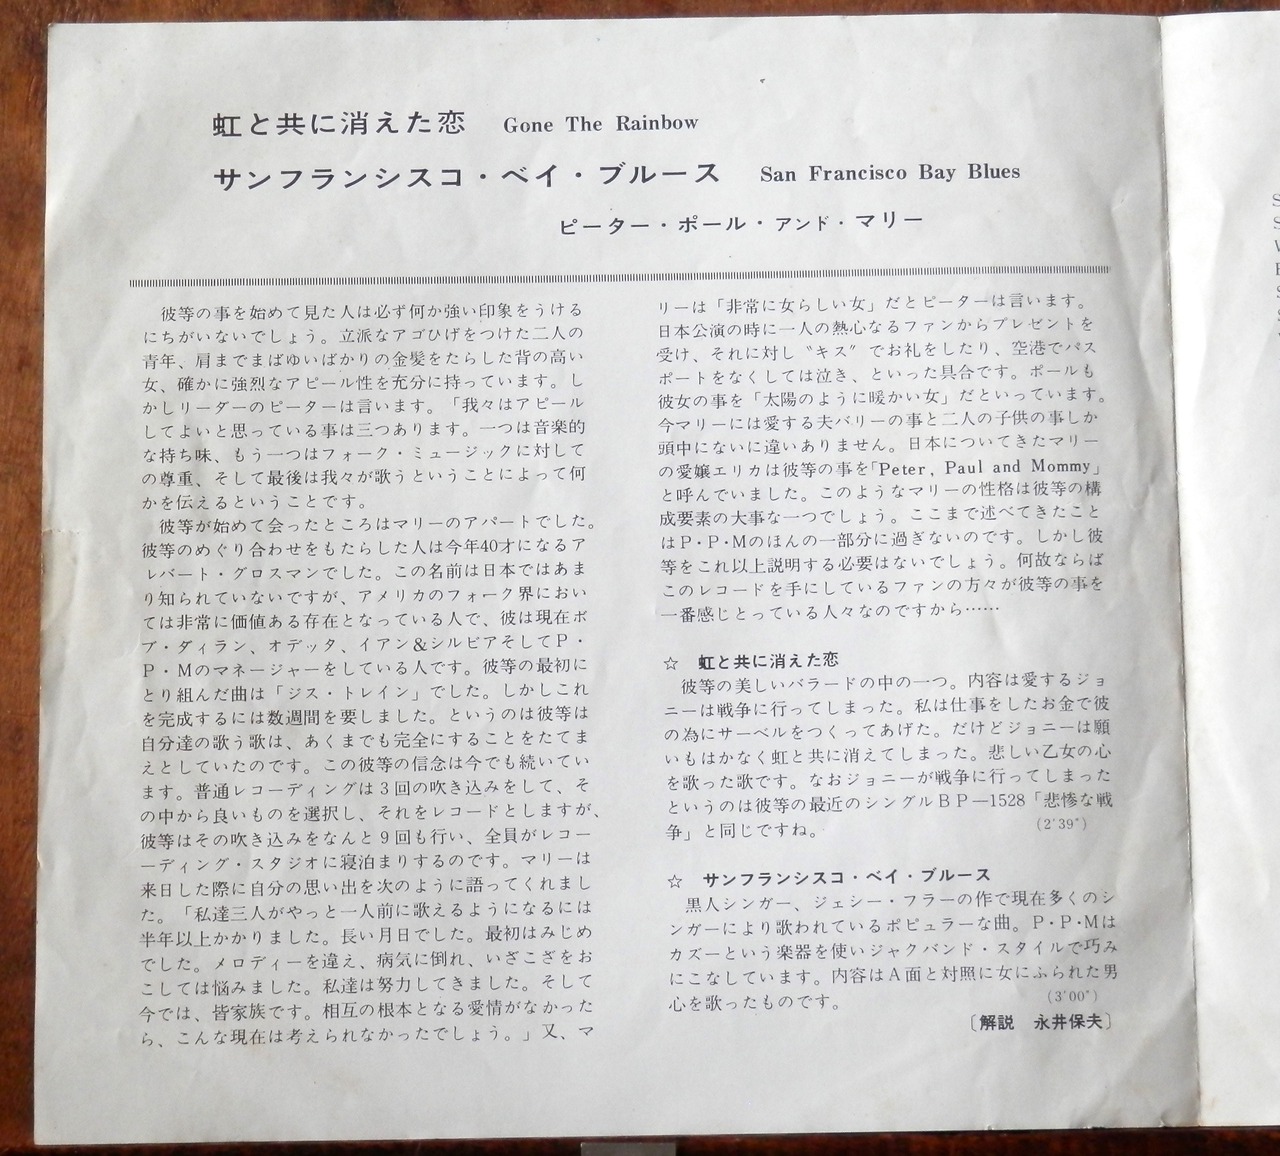 虹と共に消えた恋 Gone The Rainbow
サンフランシスコ・ベイ・ブルース San Francisco Bay Blues
ピーター・ポール・アンド・マリー
彼等の事を始めて見た人は必ず何か強い印象をうける
にちがいないでしょう。立派なアゴひげをつけた二人の
青年、肩までまばゆいばかりの金髪をたらした背の高い
女、確かに強烈なアピール性を充分に持っています。し
かしリーダーのピーターは言います。「我々はアピール
してよいと思っている事は三つあります。一つは音楽的
な持ち味、もう一つはフォーク・ミュージックに対して
の尊重、そして最後は我々が歌うということによって何
かを伝えるということです。
彼等が始めて会ったところはマリーのアパートでした。
彼等のめぐり合わせをもたらした人は今年40才になるア
レバート・グロスマンでした。この名前は日本ではあま
り知られていないですが、アメリカのフォーク界におい
ては非常に価値ある存在となっている人で、彼は現在ボ
ブ・ディラン、オデッタ、イアン&シルビアそしてP・
P・Mのマネージャーをしている人です。彼等の最初に
とり組んだ曲は「ジス・トレイン」でした。しかしこれ
を完成するには数週間を要しました。というのは彼等は
自分達の歌う歌は、あくまでも完全にすることをたてま
えとしていたのです。この彼等の信念は今でも続いてい
ます。普通レコーディングは3回の吹き込みをして、そ
の中から良いものを選択し、それをレコードとしますが、
彼等はその吹き込みをなんと9回も行い、全員がレコー
ーディング・スタジオに寝泊まりするのです。マリーは
来日した際に自分の思い出を次のように語ってくれまし
た。「私達三人がやっと一人前に歌えるようになるには
半年以上かかりました。長い月日でした。最初はみじめ
でした。メロディーを違え、病気に倒れ、いざこざをお
こしては悩みました。私達は努力してきました。そして
今では、皆家族です。相互の根本となる愛情がなかった
ら、こんな現在は考えられなかったでしょう。」又、マ
リーは「非常に女らしい女」だとピーターは言います。
日本公演の時に一人の熱心なるファンからプレゼントを
受け、それに対し〝キス〟でお礼をしたり、空港でパス
ポートをなくしては泣き、といった具合です。ポールも
彼女の事を「太陽のように暖かい女」だといっています。
今マリーには愛する夫バリーの事と二人の子供の事しか
頭中にないに違いありません。日本についてきたマリー
の愛嬢エリカは彼等の事を「Peter, Paul and Mommy」
と呼んでいました。このようなマリーの性格は彼等の構
成要素の大事な一つでしょう。ここまで述べてきたこと
はP・P・Mのほんの一部分に過ぎないのです。しかし彼
等をこれ以上説明する必要はないでしょう。何故ならば
このレコードを手にしているファンの方々が彼等の事を
一番感じとっている人々なのですから……
☆ 虹と共に消えた恋
彼等の美しいバラードの中の一つ。内容は愛するジョ
ニーは戦争に行ってしまった。私は仕事をしたお金で彼
の為にサーベルをつくってあげた。だけどジョニーは願
いもはかなく虹と共に消えてしまった。悲しい乙女の心
を歌った歌です。なおジョニーが戦争に行ってしまった
というのは彼等の最近のシングルBP—1528「悲惨な戦
争」と同じですね。 (2'39")
☆ サンフランシスコ・ベイ・ブルース
黒人シンガー、ジェシー・フラーの作で現在多くのシ
ンガーにより歌われているポピュラーな曲。P・P・Mは
カズーという楽器を使いジャクバンド・スタイルで巧み
にこなしています。内容はA面と対照に女にふられた男
心を歌ったものです。 (3'00")
〔解説 永井保夫〕